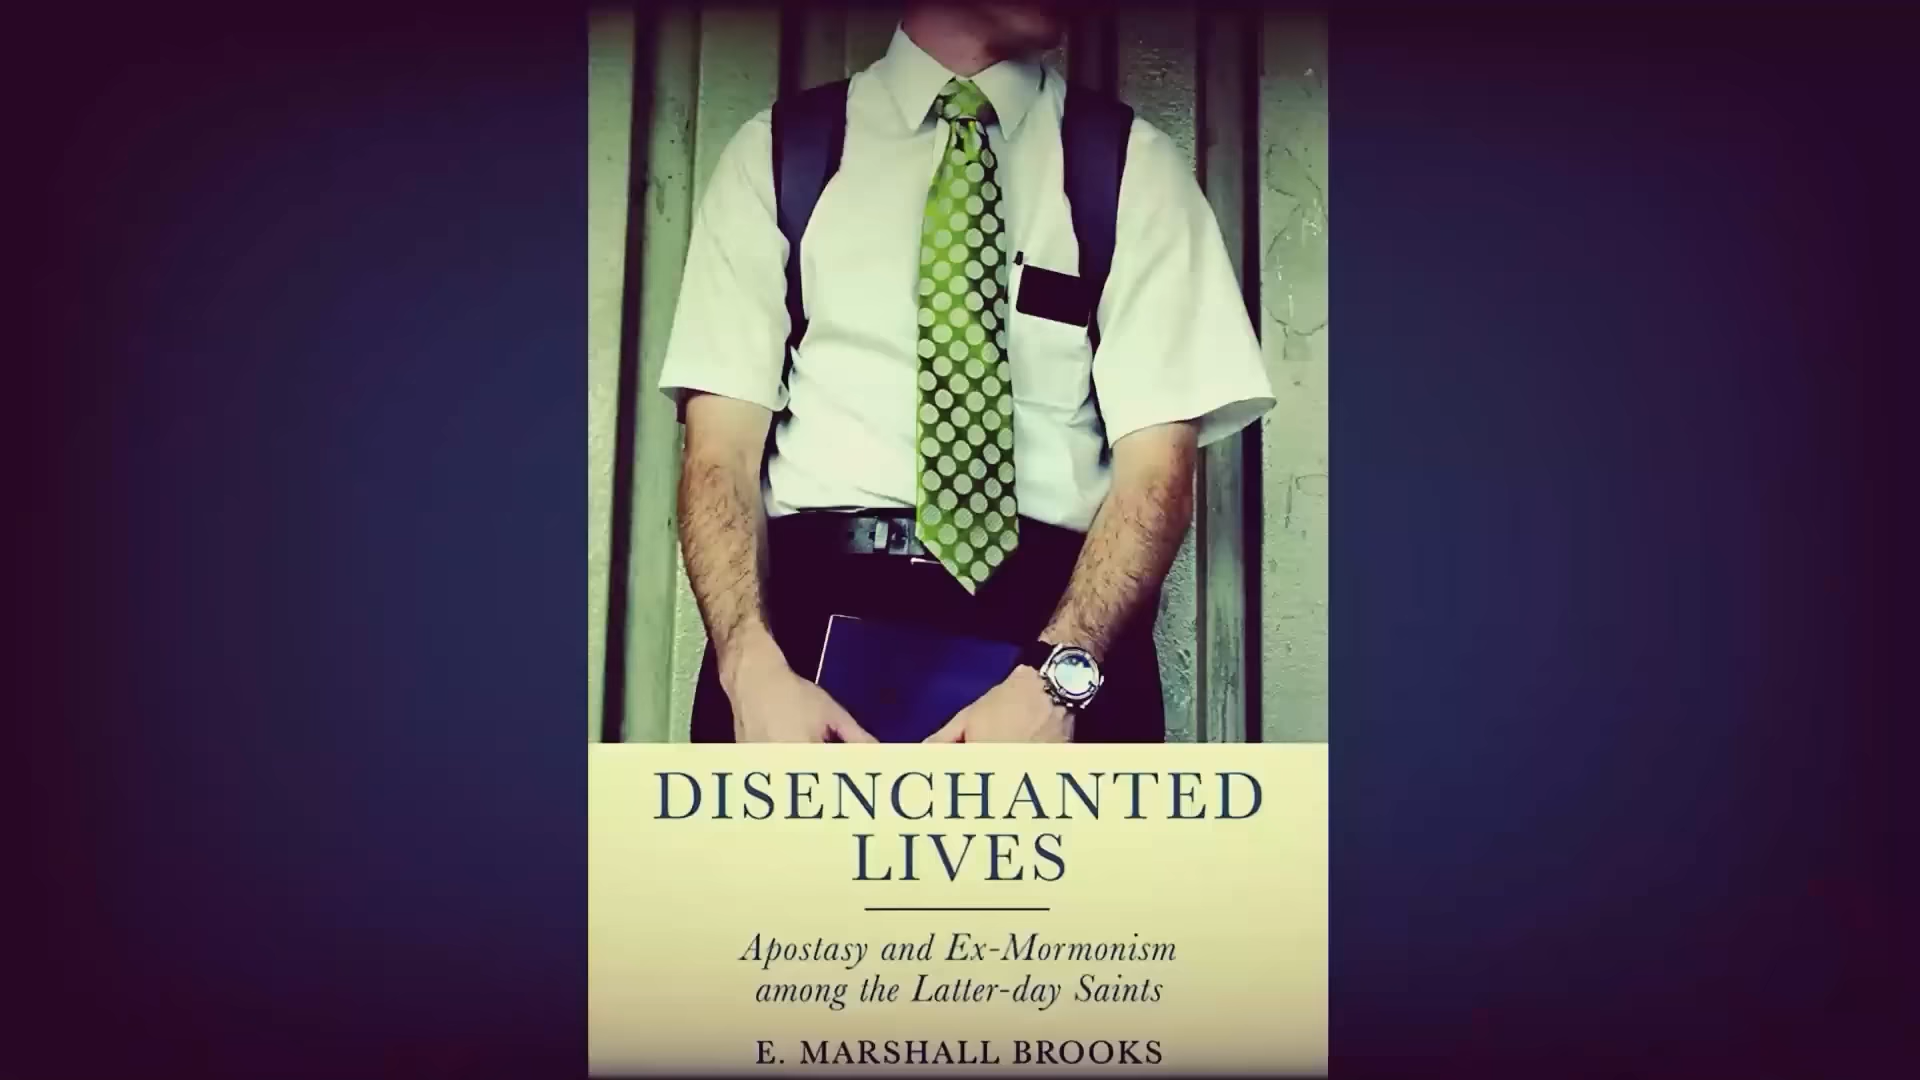 DISENCHANTED
LIVES
Apostasy and Ex-Mormonism
among the Latter-day Saints
E. MARSHALL BROOKS